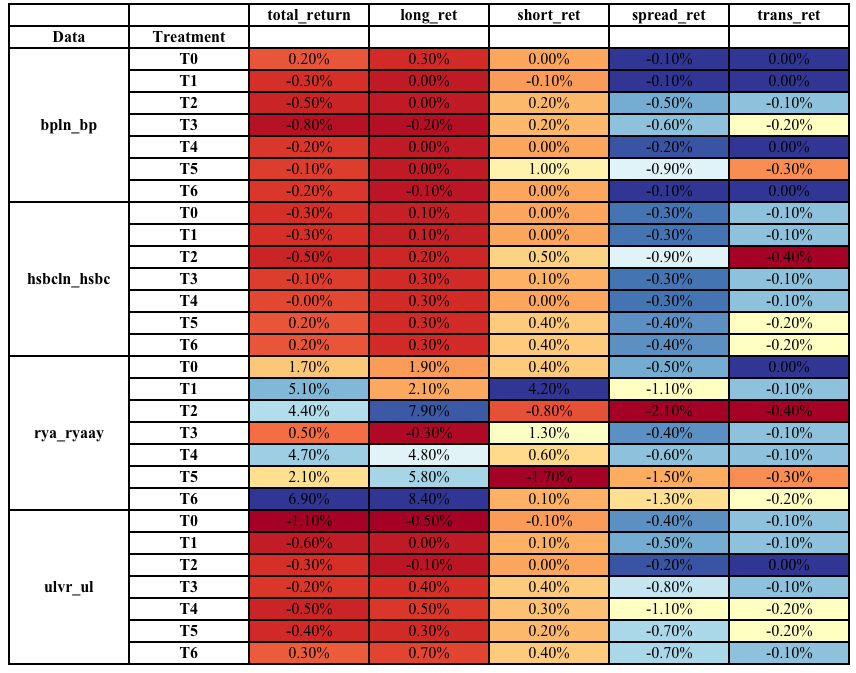 total_return long_ret short_ret spread_ret trans_ret
Data Treatment
T0 0.20% 0.30% 0.00% -0.10% 0.00%
T1 -0.30% 0.00% -0.10% -0.10% 0.00%
T2 -0.50% 0.00% 0.20% -0.50% -0.10%
bpln_bp T3 -0.80% -0.20% 0.20% -0.60% -0.20%
T4 -0.20% 0.00% 0.00% -0.20% 0.00%
T5 -0.10% 0.00% 1.00% -0.90% -0.30%
T6 -0.20% -0.10% 0.00% -0.10% 0.00%
T0 -0.30% 0.10% 0.00% -0.30% -0.10%
T1 -0.30% 0.10% 0.00% -0.30% -0.10%
T2 -0.50% 0.20% 0.50% -0.90% -0.40%
hsbcln_hsbc T3 -0.10% 0.30% 0.10% -0.30% -0.10%
T4 -0.00% 0.30% 0.00% -0.30% -0.10%
T5 0.20% 0.30% 0.40% -0.40% -0.20%
T6 0.20% 0.30% 0.40% -0.40% -0.20%
T0 1.70% 1.90% 0.40% -0.50% 0.00%
T1 5.10% 2.10% 4.20% -1.10% -0.10%
T2 4.40% 7.90% -0.80% -2.10% -0.40%
rya_ryaay T3 0.50% -0.30% 1.30% -0.40% -0.10%
T4 4.70% 4.80% 0.60% -0.60% -0.10%
T5 2.10% 5.80% -1.70% -1.50% -0.30%
T6 6.90% 8.40% 0.10% -1.30% -0.20%
T0 -1.10% -0.50% -0.10% -0.40% -0.10%
T1 -0.60% 0.00% 0.10% -0.50% -0.10%
T2 -0.30% -0.10% 0.00% -0.20% 0.00%
ulvr_ul T3 -0.20% 0.40% 0.40% -0.80% -0.10%
T4 -0.50% 0.50% 0.30% -1.10% -0.20%
T5 -0.40% 0.30% 0.20% -0.70% -0.20%
T6 0.30% 0.70% 0.40% -0.70% -0.10%